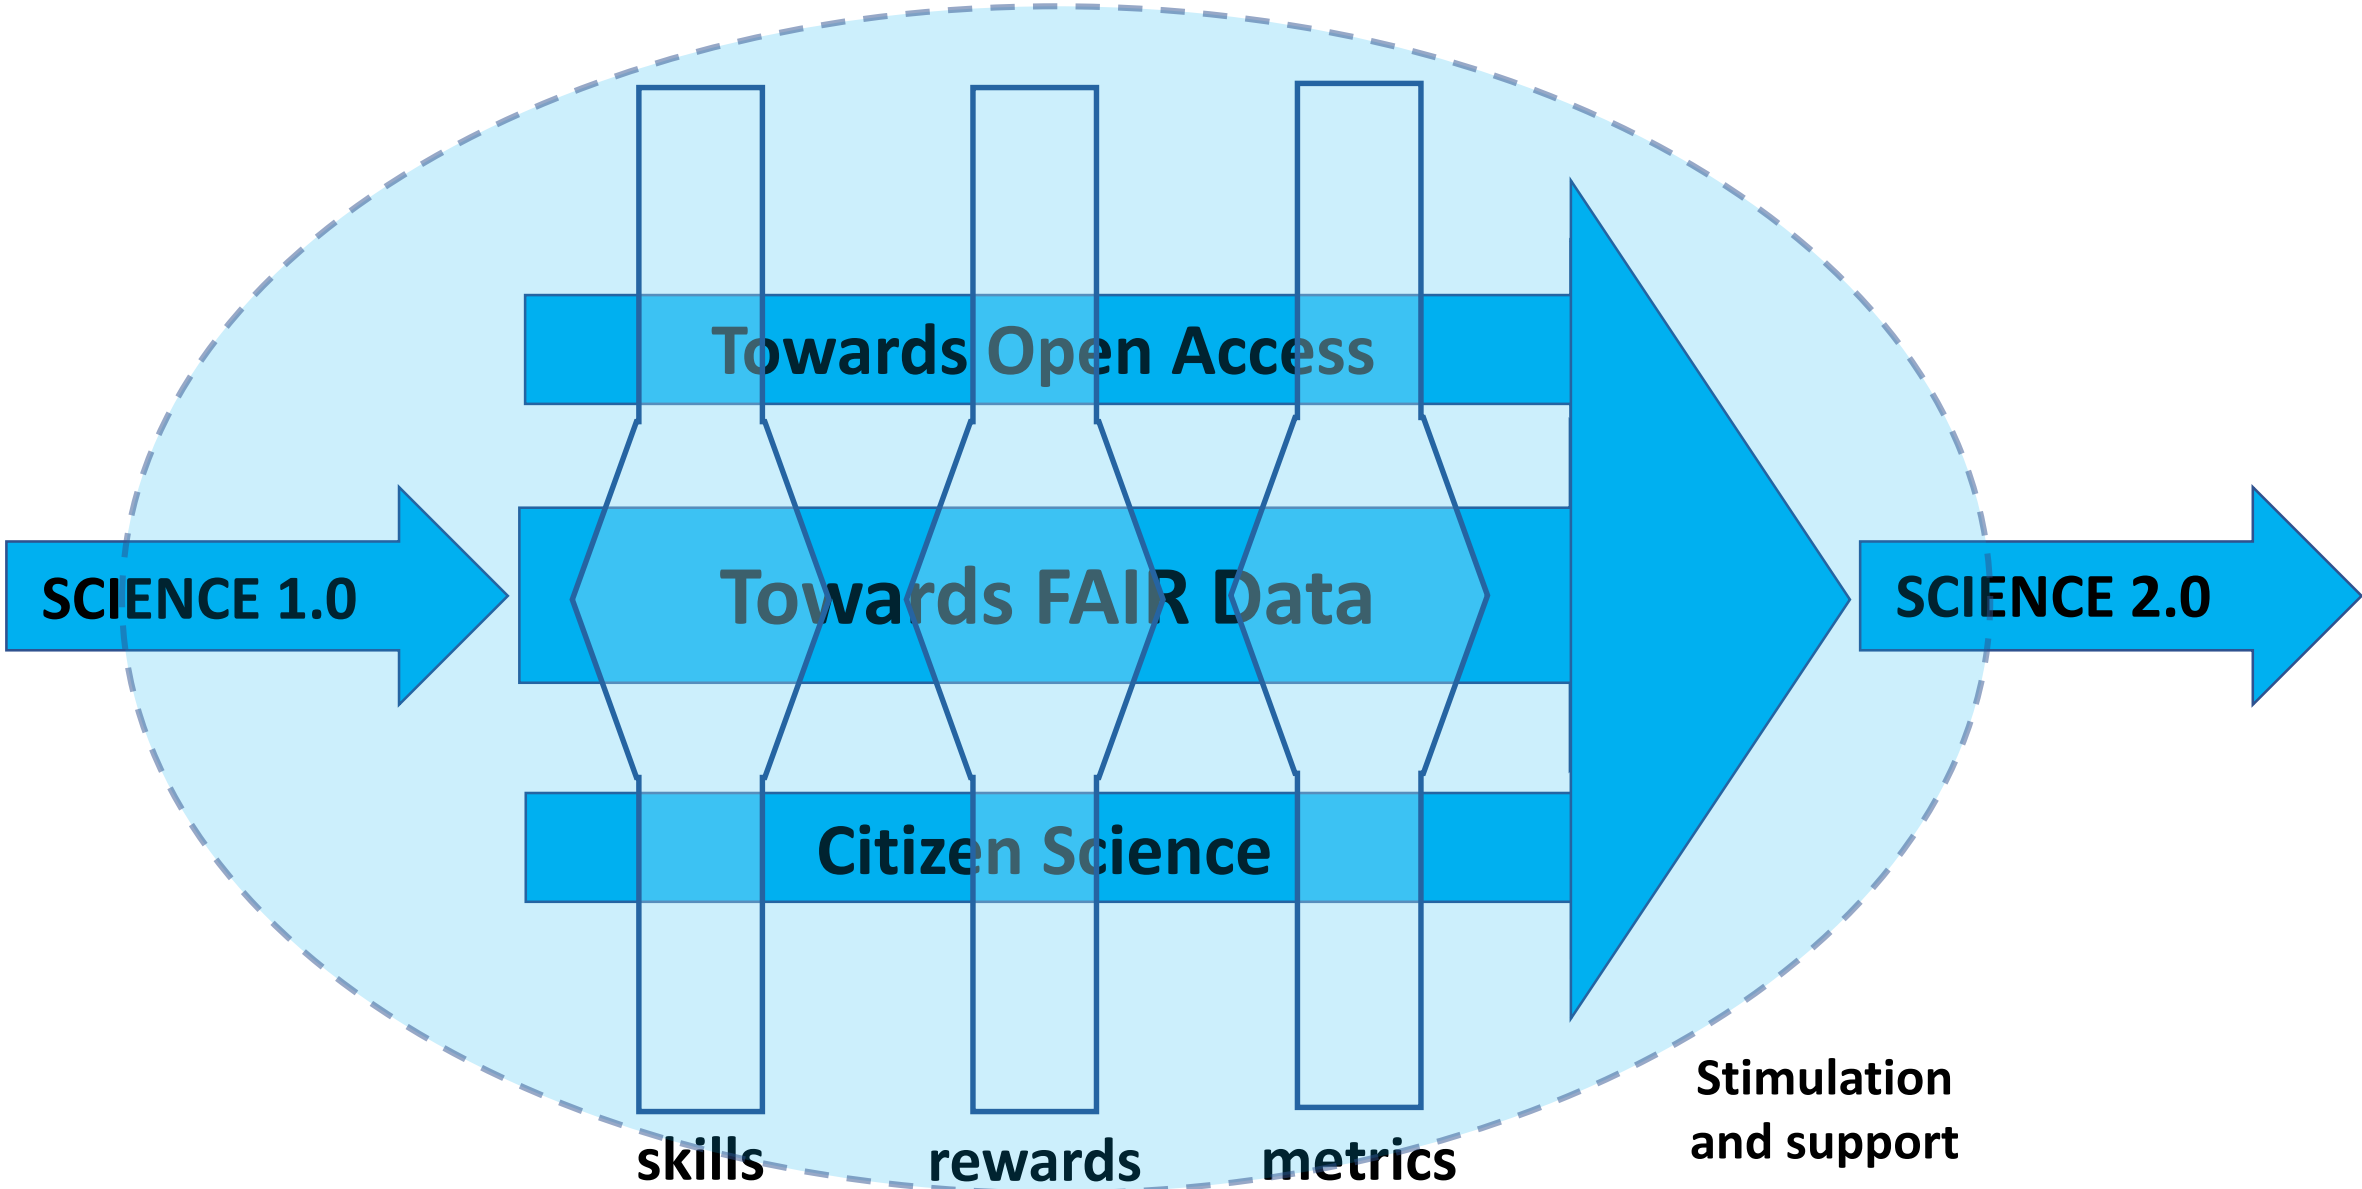 Towards Open Access
SCIENCE 1.0
Towards FAIR Data
SCIENCE 2.0
Citizen Science
Stimulation
and support
skills
rewards
metrics